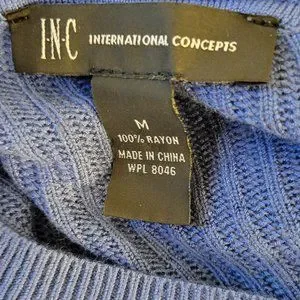 I·N·C INTERNATIONAL CONCEPTS
M
100% RAYON
MADE IN CHINA
WPL 8046